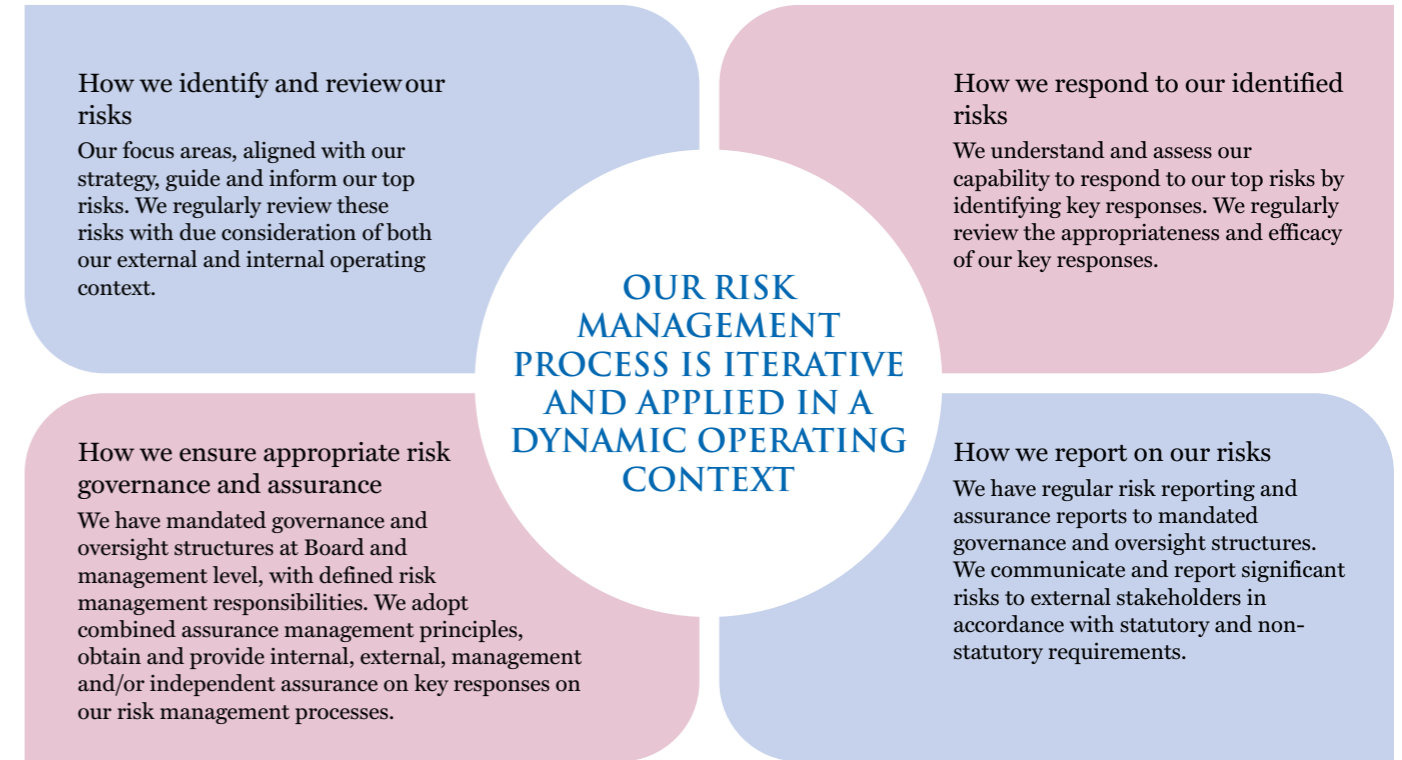 How we identify and review our
risks
Our focus areas, aligned with our
strategy, guide and inform our top
risks. We regularly review these
risks with due consideration of both
our external and internal operating
context.
How we respond to our identified
risks
We understand and assess our
capability to respond to our top risks by
identifying key responses. We regularly
review the appropriateness and efficacy
of our key responses.
OUR RISK
MANAGEMENT
PROCESS IS ITERATIVE
AND APPLIED IN A
DYNAMIC OPERATING
CONTEXT
How we ensure appropriate risk
governance and assurance
We have mandated governance and
oversight structures at Board and
management level, with defined risk
management responsibilities. We adopt
combined assurance management principles,
obtain and provide internal, external, management
and/or independent assurance on key responses on
our risk management processes.
How we report on our risks
We have regular risk reporting and
assurance reports to mandated
governance and oversight structures.
We communicate and report significant
risks to external stakeholders in
accordance with statutory and non-
statutory requirements.